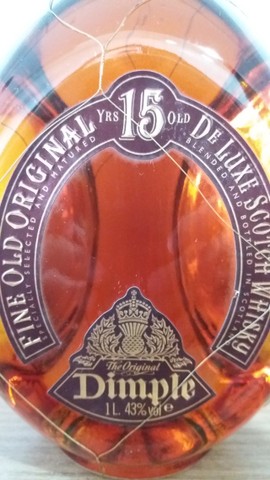 FINE OLD ORIGINAL YRS 15 OLD DE LUXE SCOTCH WHISKY
SPECIALLY SELECTED AND MATURED
BLENDED AND BOTTLED IN SCOTLAND
The Original
Dimple
1 L. 43% vol e